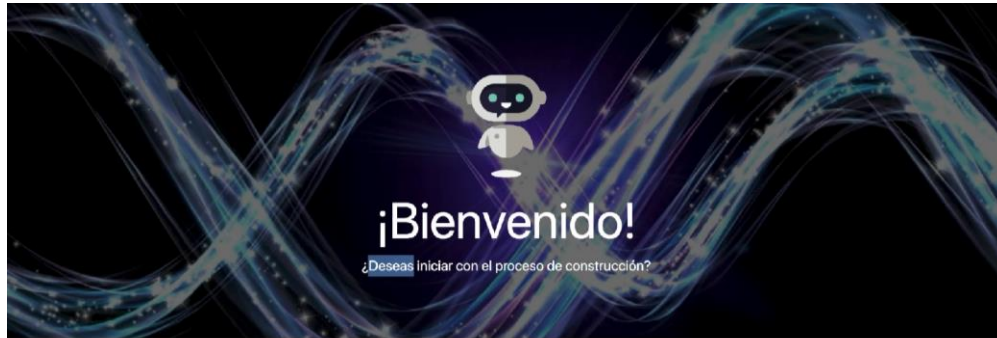 ¡Bienvenido!
¿Deseas iniciar con el proceso de construcción?